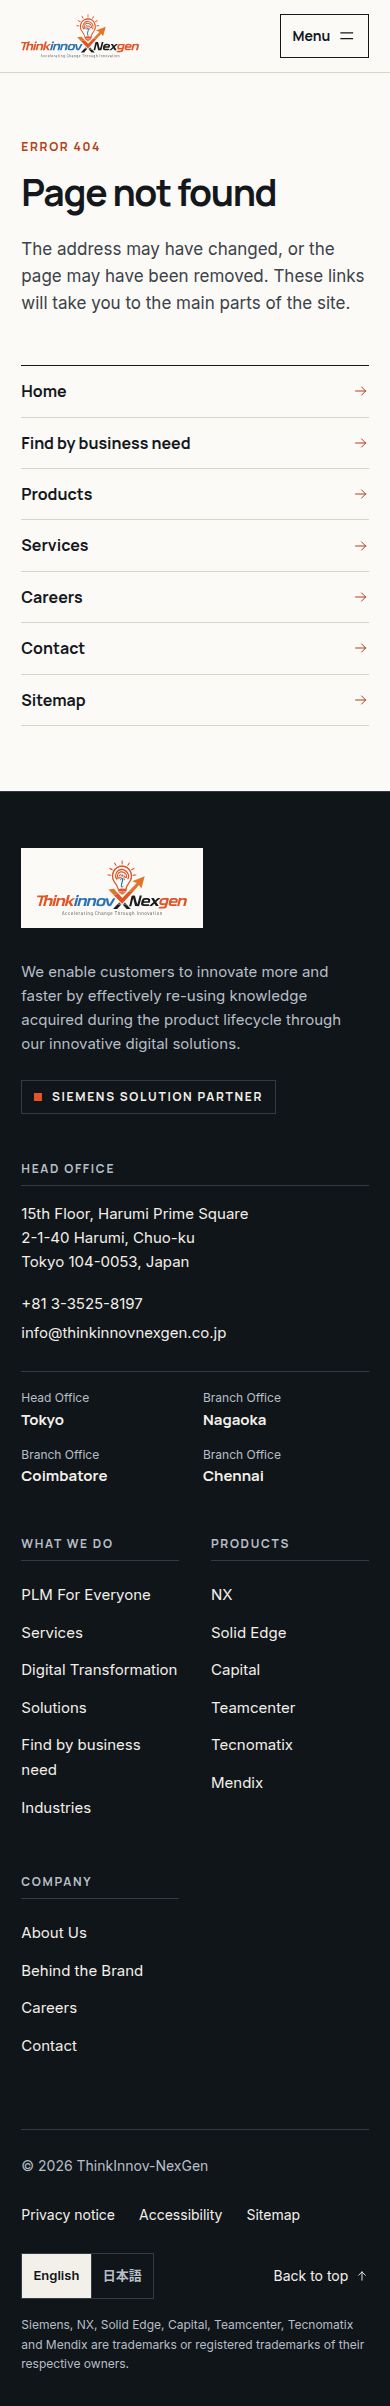 ThinkinnovXNexgen
Accelerating Change Through Innovation
Menu
ERROR 404
Page not found
The address may have changed, or the
page may have been removed. These links
will take you to the main parts of the site.
Home →
Find by business need →
Products →
Services →
Careers →
Contact →
Sitemap →
ThinkinnovXNexgen
Accelerating Change Through Innovation
We enable customers to innovate more and
faster by effectively re-using knowledge
acquired during the product lifecycle through
our innovative digital solutions.
SIEMENS SOLUTION PARTNER
HEAD OFFICE
15th Floor, Harumi Prime Square
2-1-40 Harumi, Chuo-ku
Tokyo 104-0053, Japan
+81 3-3525-8197
info@thinkinnovnexgen.co.jp
Head Office
Tokyo
Branch Office
Nagaoka
Branch Office
Coimbatore
Branch Office
Chennai
WHAT WE DO
PLM For Everyone
Services
Digital Transformation
Solutions
Find by business
need
Industries
PRODUCTS
NX
Solid Edge
Capital
Teamcenter
Tecnomatix
Mendix
COMPANY
About Us
Behind the Brand
Careers
Contact
© 2026 ThinkInnov-NexGen
Privacy notice Accessibility Sitemap
English 日本語 Back to top ↑
Siemens, NX, Solid Edge, Capital, Teamcenter, Tecnomatix
and Mendix are trademarks or registered trademarks of their
respective owners.